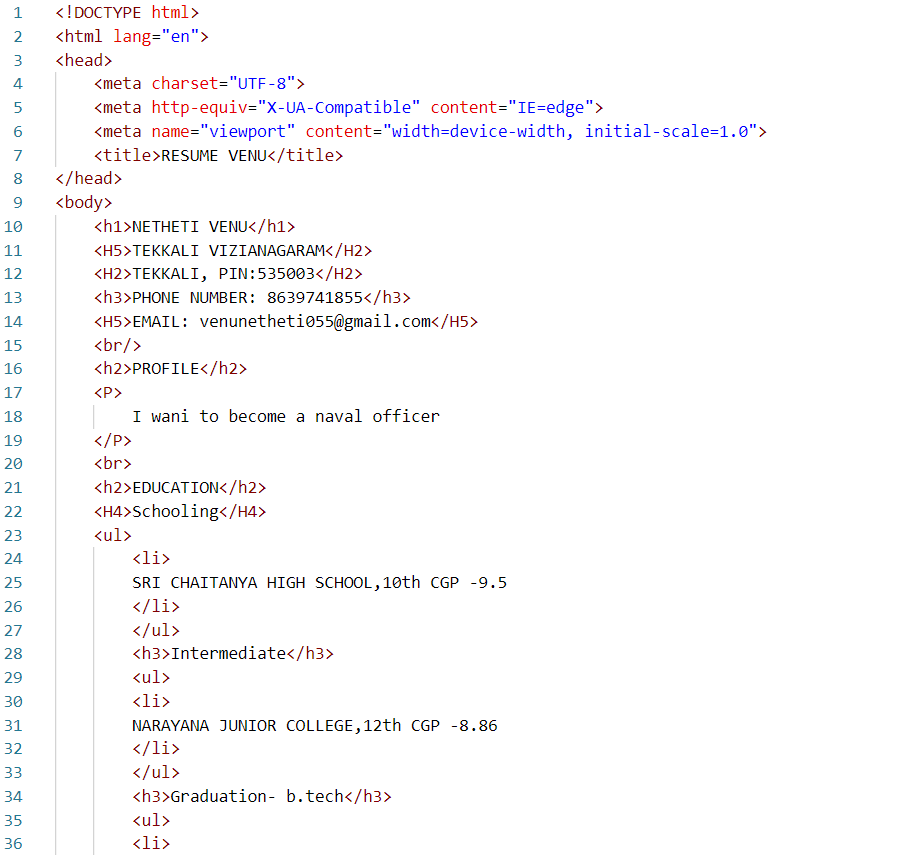 1 <!DOCTYPE html>
2 <html lang="en">
3 <head>
4 <meta charset="UTF-8">
5 <meta http-equiv="X-UA-Compatible" content="IE=edge">
6 <meta name="viewport" content="width=device-width, initial-scale=1.0">
7 <title>RESUME VENU</title>
8 </head>
9 <body>
10 <h1>NETHETI VENU</h1>
11 <H5>TEKKALI VIZIANAGARAM</H2>
12 <H2>TEKKALI, PIN:535003</H2>
13 <h3>PHONE NUMBER: 8639741855</h3>
14 <H5>EMAIL: venunetheti055@gmail.com</H5>
15 <br/>
16 <h2>PROFILE</h2>
17 <P>
18 I wani to become a naval officer
19 </P>
20 <br>
21 <h2>EDUCATION</h2>
22 <H4>Schooling</H4>
23 <ul>
24 <li>
25 SRI CHAITANYA HIGH SCHOOL,10th CGP -9.5
26 </li>
27 </ul>
28 <h3>Intermediate</h3>
29 <ul>
30 <li>
31 NARAYANA JUNIOR COLLEGE,12th CGP -8.86
32 </li>
33 </ul>
34 <h3>Graduation- b.tech</h3>
35 <ul>
36 <li>